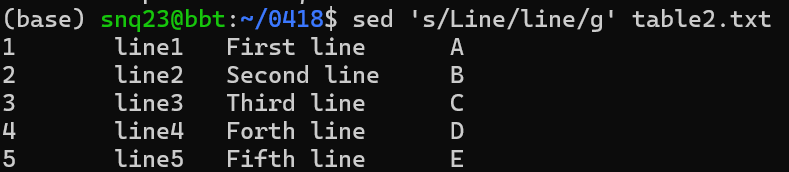 (base) snq23@bbt:~/0418$ sed 's/Line/line/g' table2.txt
1       line1   First line      A
2       line2   Second line     B
3       line3   Third line      C
4       line4   Forth line      D
5       line5   Fifth line      E